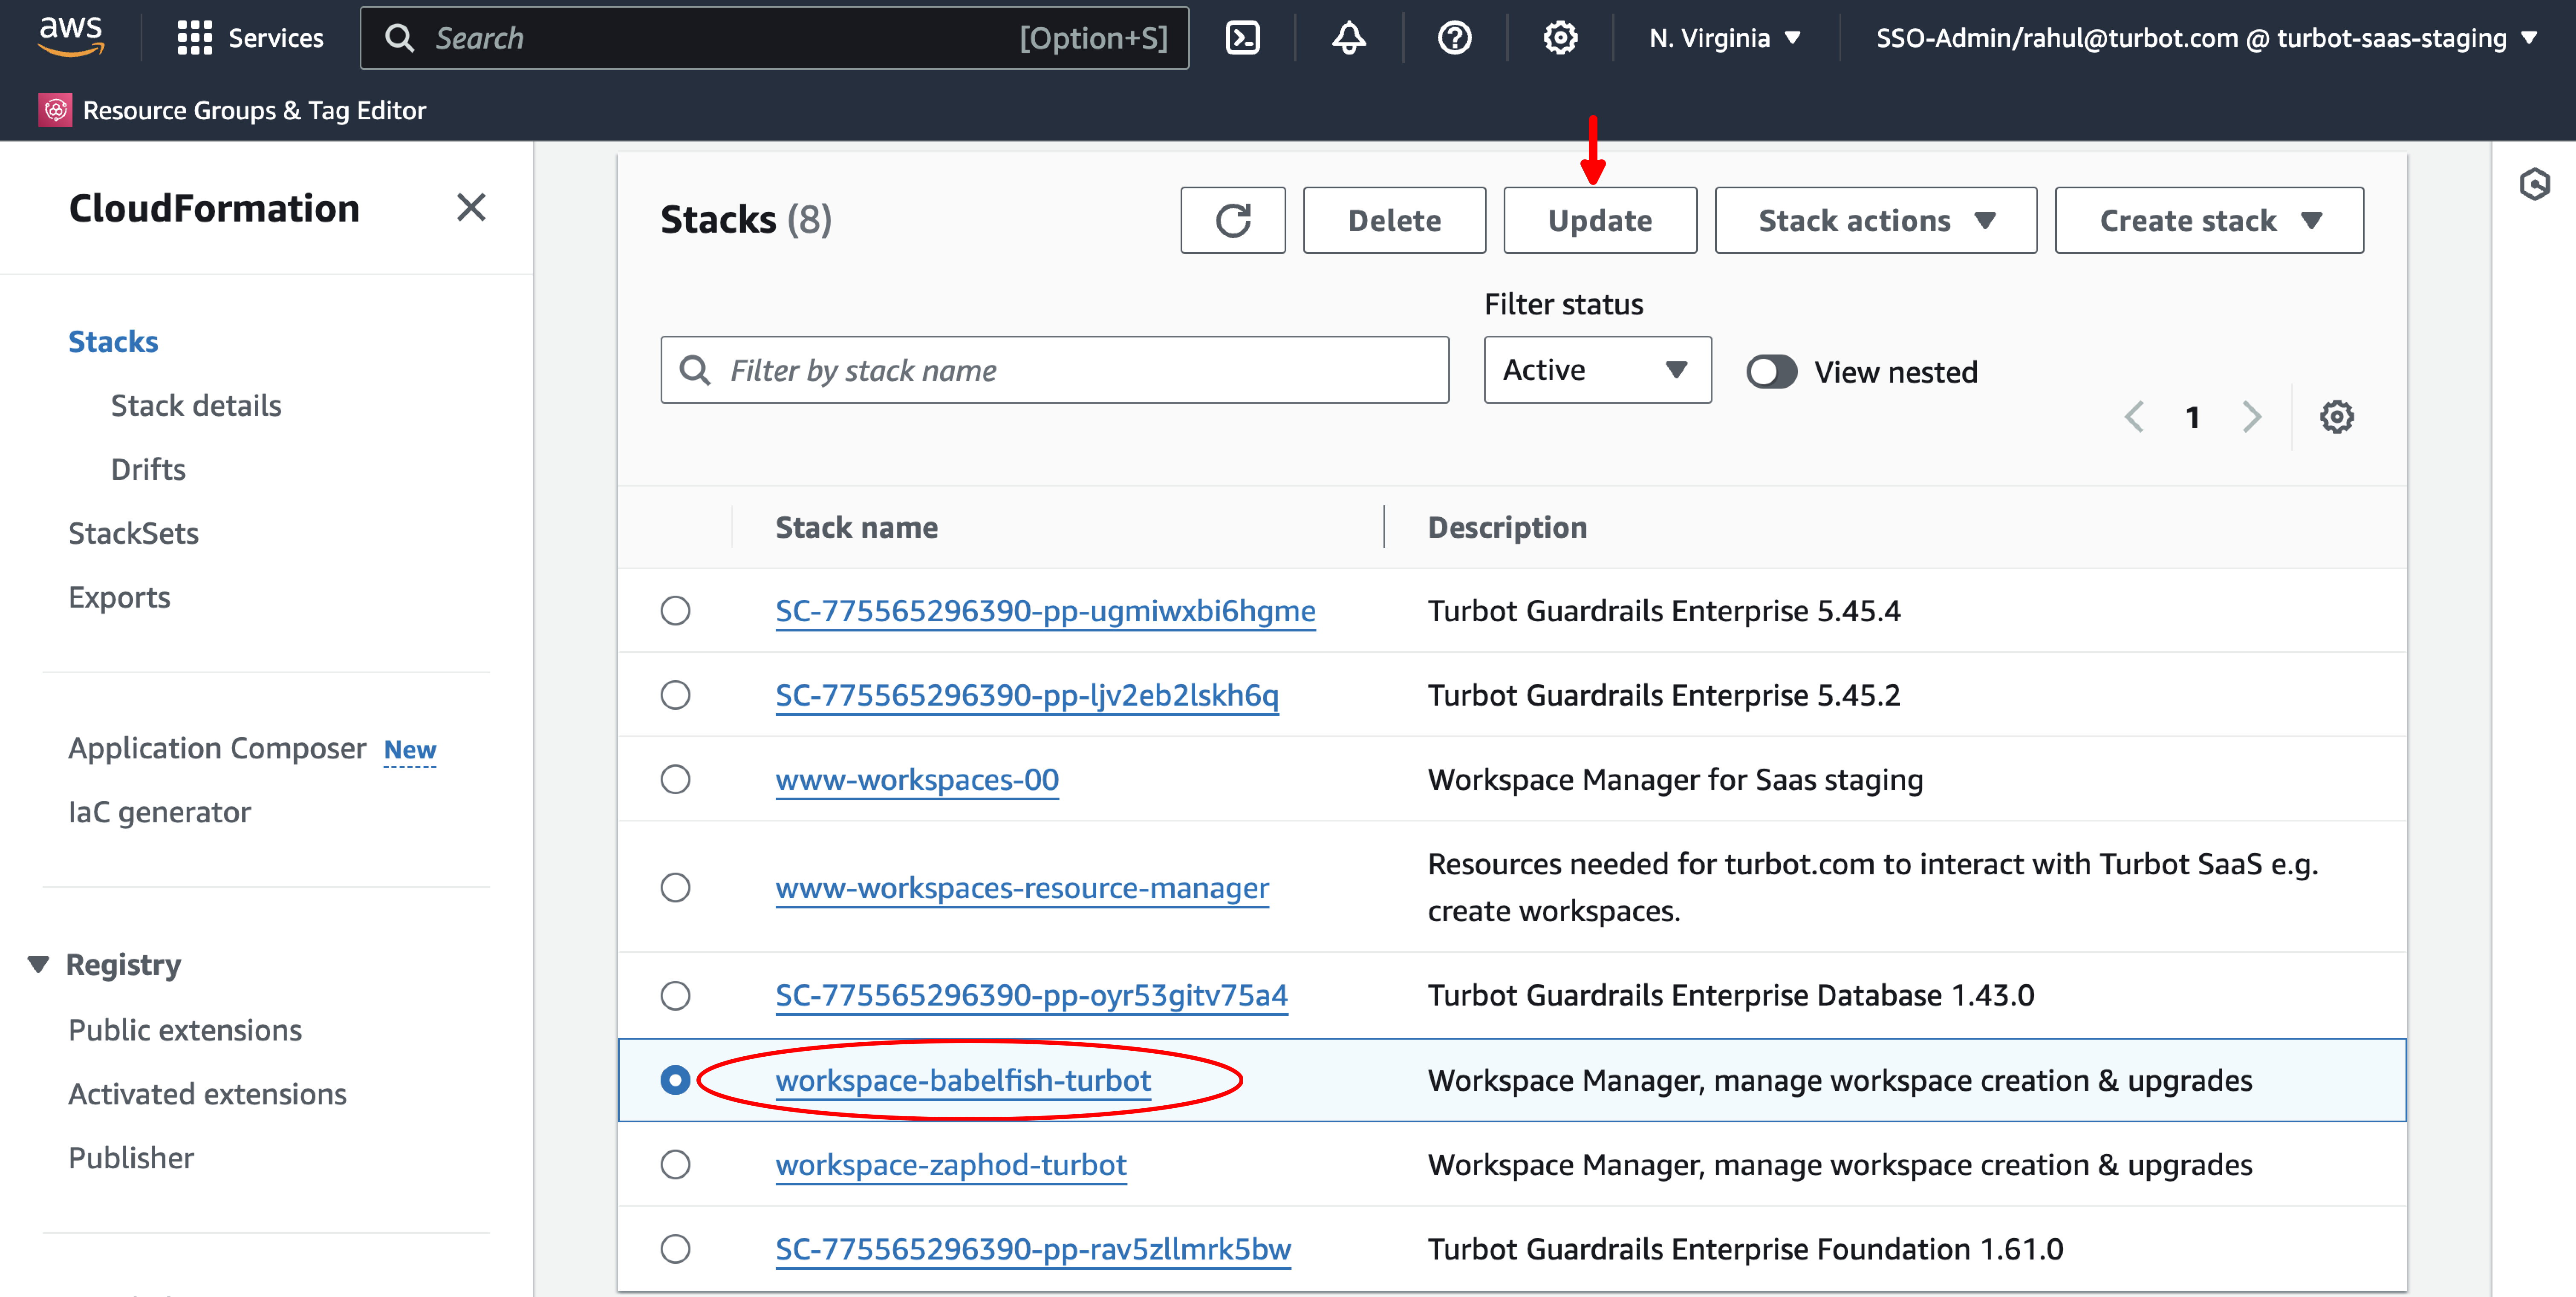 aws
Services
Search
[Option+S]
N. Virginia
SSO-Admin/rahul@turbot.com @ turbot-saas-staging
Resource Groups & Tag Editor
CloudFormation
Stacks
Stack details
Drifts
StackSets
Exports
Application Composer New
IaC generator
Registry
Public extensions
Activated extensions
Publisher
Stacks (8)
Delete
Update
Stack actions
Create stack
Filter status
Filter by stack name
Active
View nested
1
Stack name
Description
SC-775565296390-pp-ugmiwxbi6hgme
Turbot Guardrails Enterprise 5.45.4
SC-775565296390-pp-ljv2eb2lskh6q
Turbot Guardrails Enterprise 5.45.2
www-workspaces-00
Workspace Manager for Saas staging
www-workspaces-resource-manager
Resources needed for turbot.com to interact with Turbot SaaS e.g.
create workspaces.
SC-775565296390-pp-oyr53gitv75a4
Turbot Guardrails Enterprise Database 1.43.0
workspace-babelfish-turbot
Workspace Manager, manage workspace creation & upgrades
workspace-zaphod-turbot
Workspace Manager, manage workspace creation & upgrades
SC-775565296390-pp-rav5zllmrk5bw
Turbot Guardrails Enterprise Foundation 1.61.0